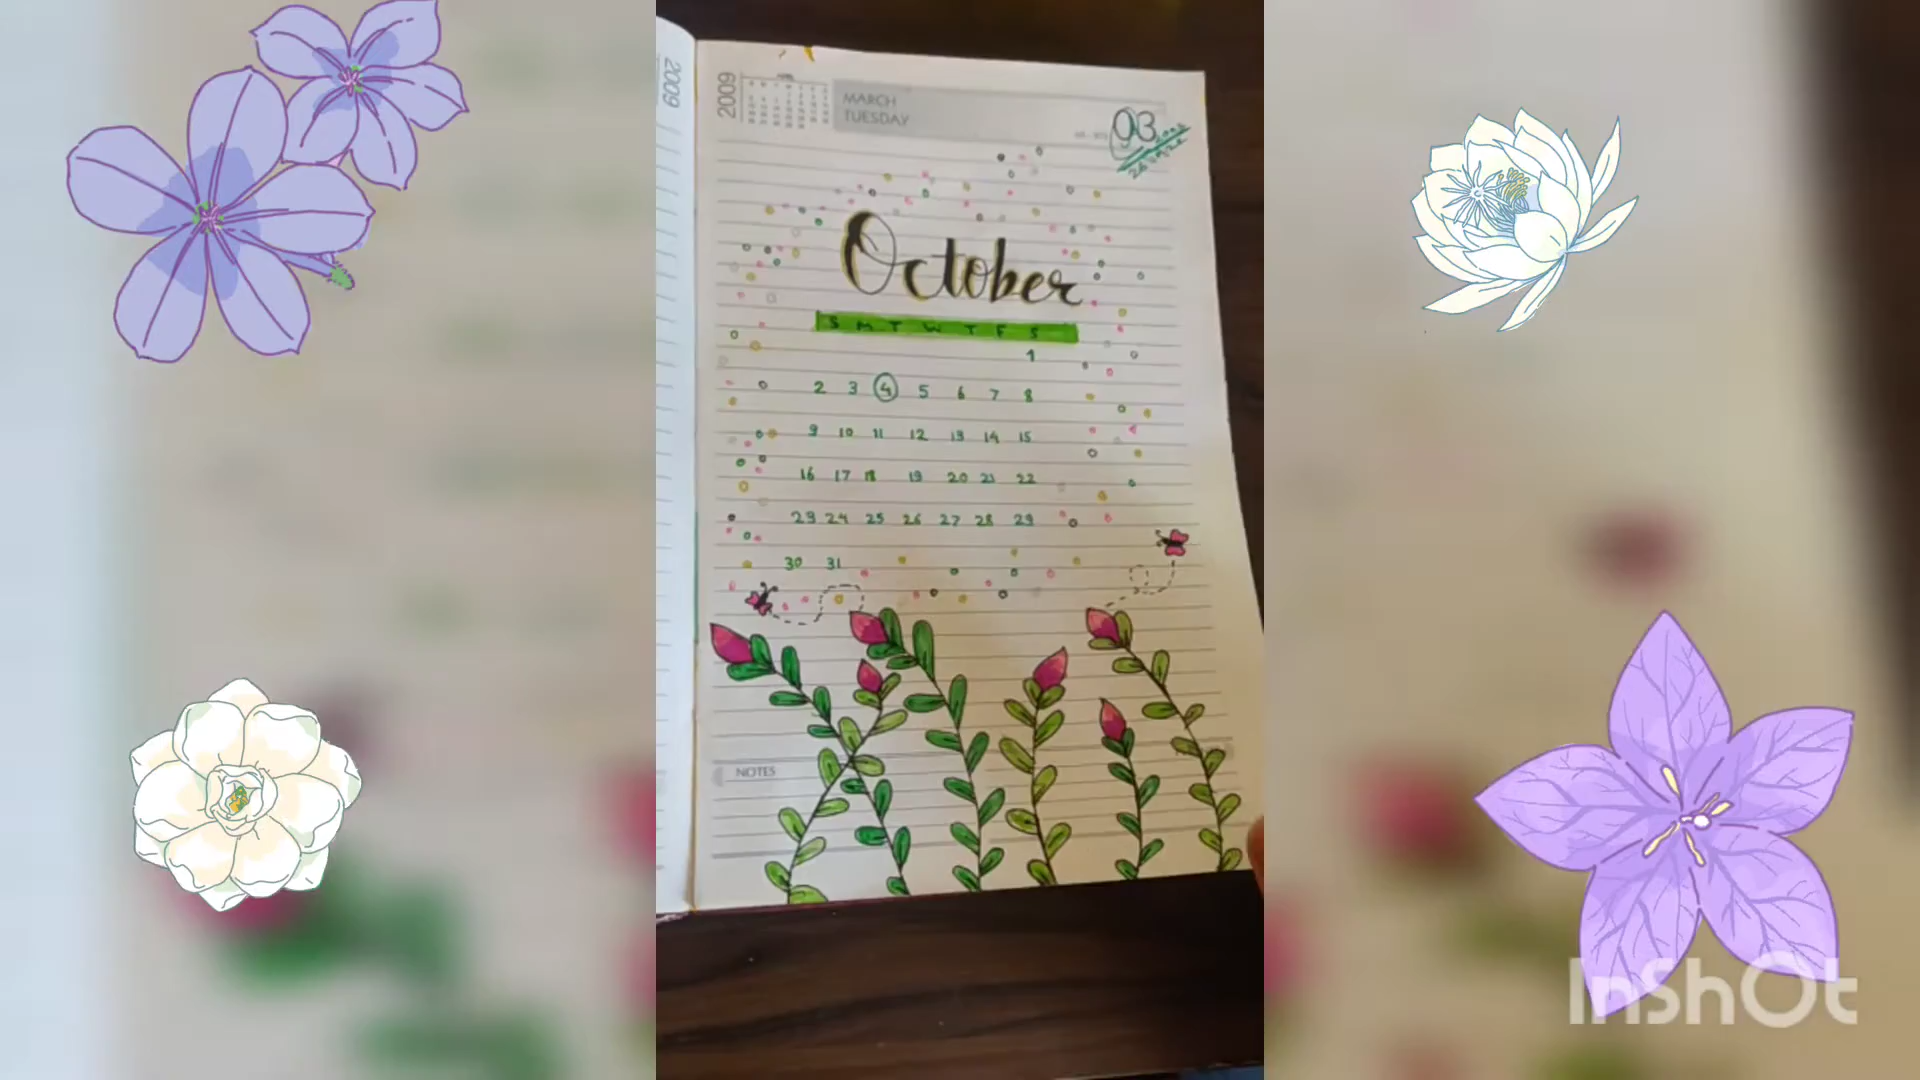 2009
2009
MARCH
TUESDAY
03
October
S M T W T F S
1
2 3 4 5 6 7 8
9 10 11 12 13 14 15
16 17 18 19 20 21 22
23 24 25 26 27 28 29
30 31
NOTES
InShOt